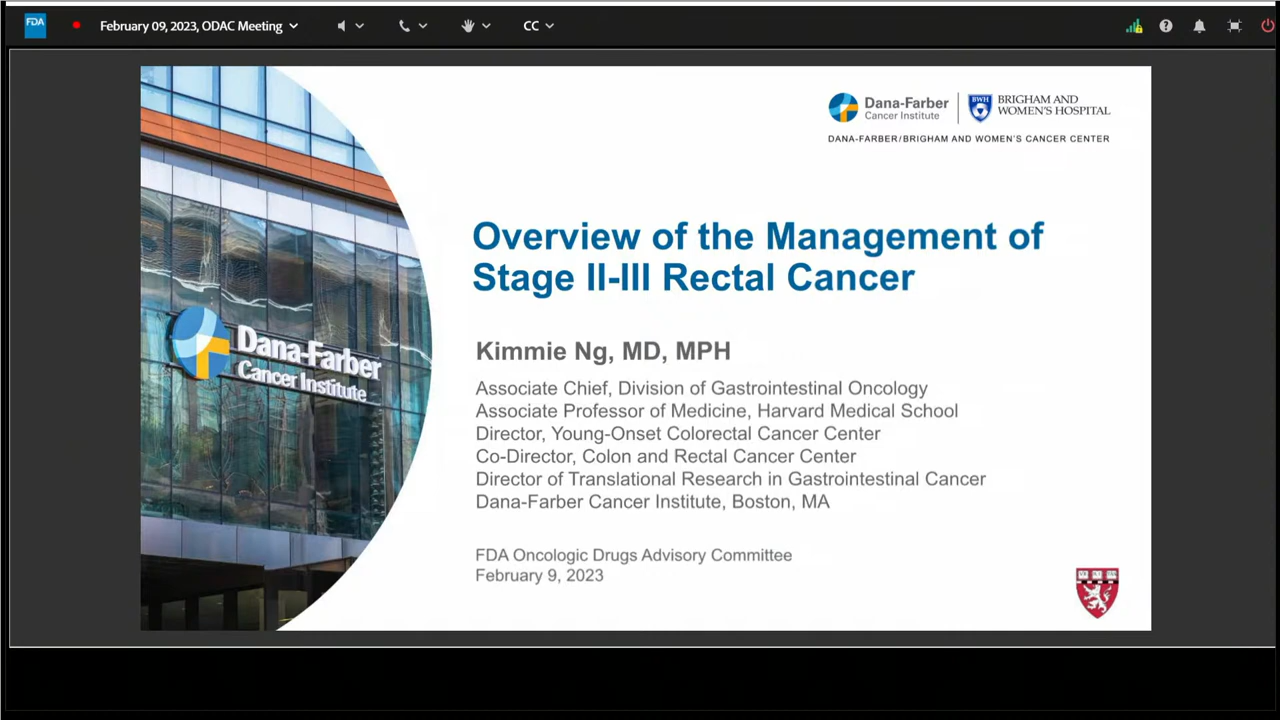 FDA
February 09, 2023, ODAC Meeting
CC
Dana-Farber
Cancer Institute
BWH
BRIGHAM AND
WOMEN'S HOSPITAL
DANA-FARBER/BRIGHAM AND WOMEN'S CANCER CENTER
Overview of the Management of
Stage II-III Rectal Cancer
Dana-Farber
Cancer Institute
Kimmie Ng, MD, MPH
Associate Chief, Division of Gastrointestinal Oncology
Associate Professor of Medicine, Harvard Medical School
Director, Young-Onset Colorectal Cancer Center
Co-Director, Colon and Rectal Cancer Center
Director of Translational Research in Gastrointestinal Cancer
Dana-Farber Cancer Institute, Boston, MA
FDA Oncologic Drugs Advisory Committee
February 9, 2023